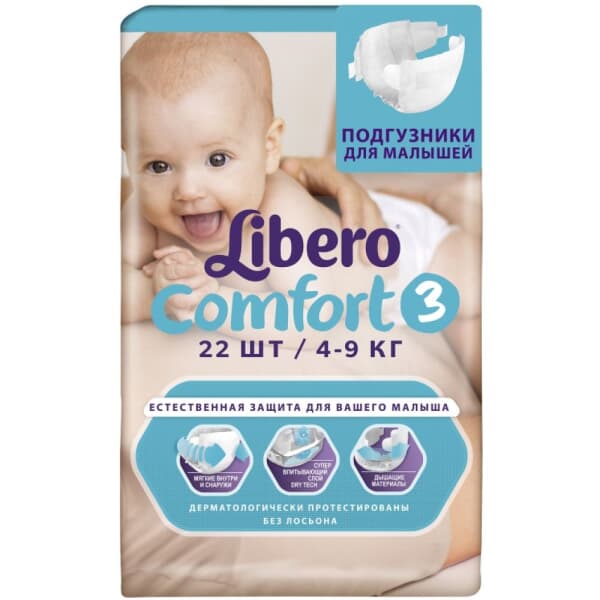 ПОДГУЗНИКИ
ДЛЯ МАЛЫШЕЙ
Libero
Comfort 3
22 ШТ / 4-9 КГ
ЕСТЕСТВЕННАЯ ЗАЩИТА ДЛЯ ВАШЕГО МАЛЫША
МЯГКИЕ ВНУТРИ
И СНАРУЖИ
СУПЕР
ВПИТЫВАЮЩИЙ
СЛОЙ
DRY TECH
ДЫШАЩИЕ
МАТЕРИАЛЫ
ДЕРМАТОЛОГИЧЕСКИ ПРОТЕСТИРОВАНЫ
БЕЗ ЛОСЬОНА